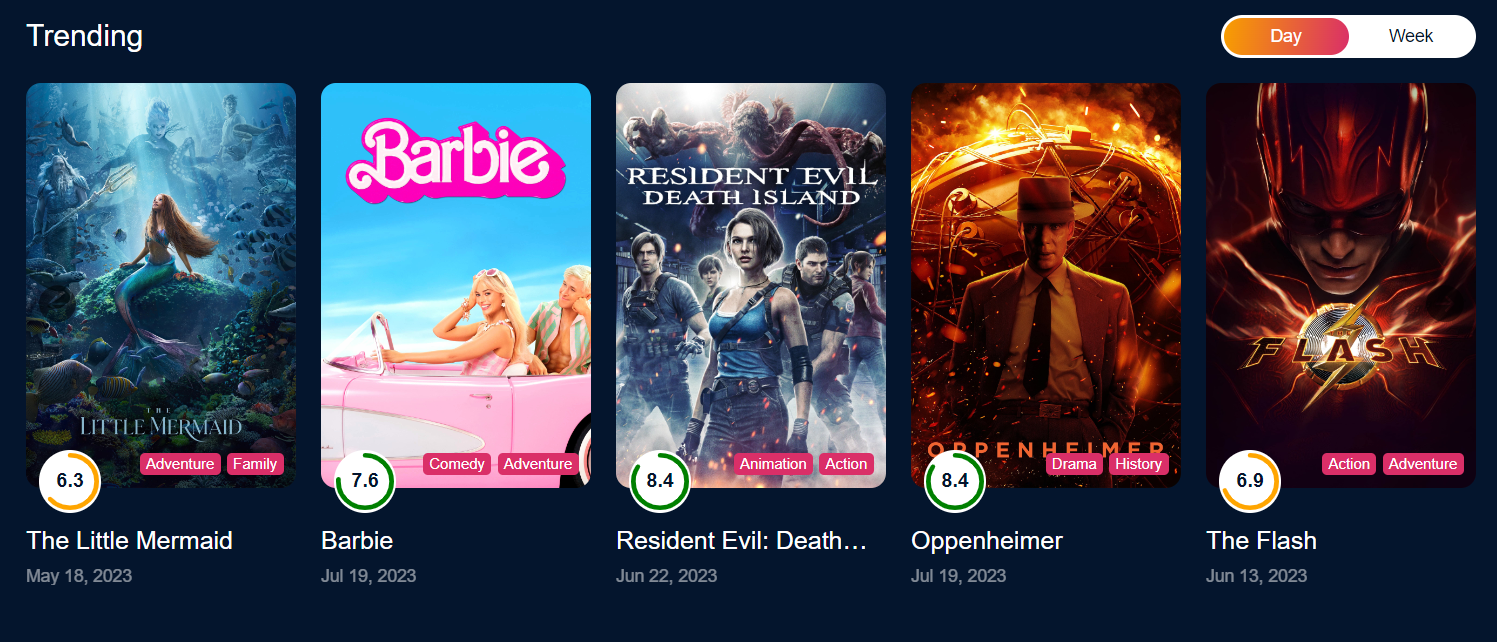 Trending
Day Week
Barbie
RESIDENT EVIL
DEATH ISLAND
FLASH
THE
LITTLE MERMAID
OPPENHEIMER
6.3 Adventure Family
7.6 Comedy Adventure
8.4 Animation Action
8.4 Drama History
6.9 Action Adventure
The Little Mermaid
May 18, 2023
Barbie
Jul 19, 2023
Resident Evil: Death…
Jun 22, 2023
Oppenheimer
Jul 19, 2023
The Flash
Jun 13, 2023